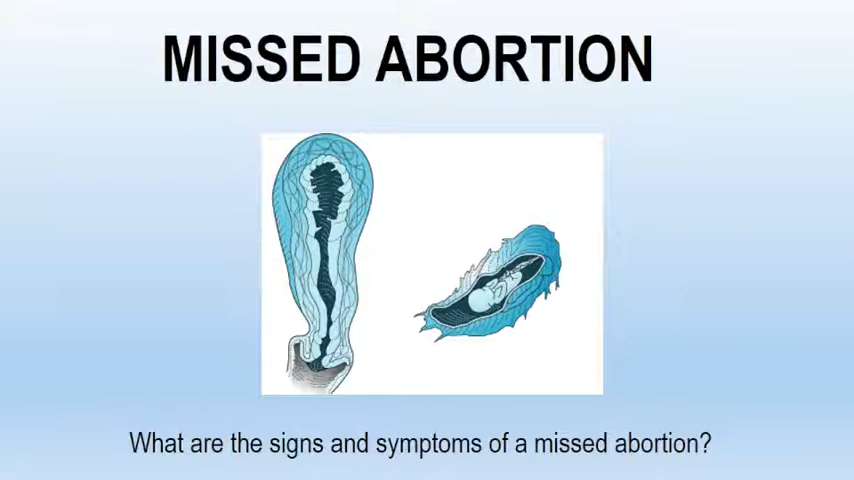 MISSED ABORTION
What are the signs and symptoms of a missed abortion?